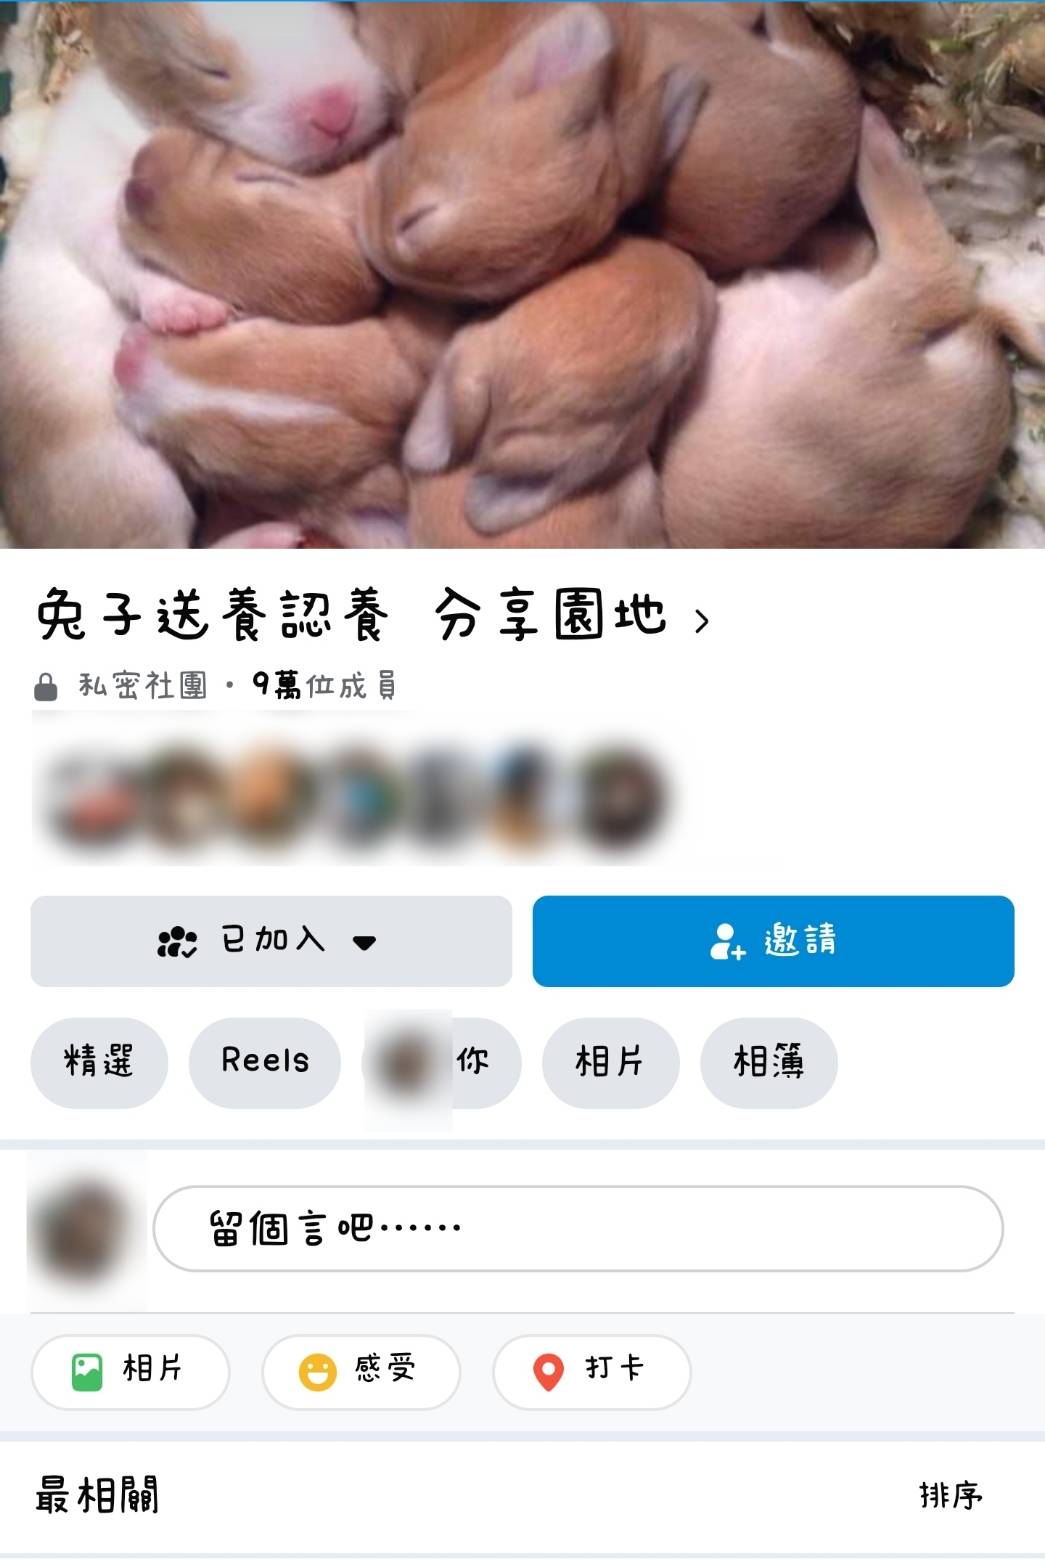 兔子送養認養 分享園地 >
私密社團・9萬位成員
已加入 邀請
精選 Reels 你 相片 相簿
留個言吧⋯⋯
相片 感受 打卡
最相關 排序